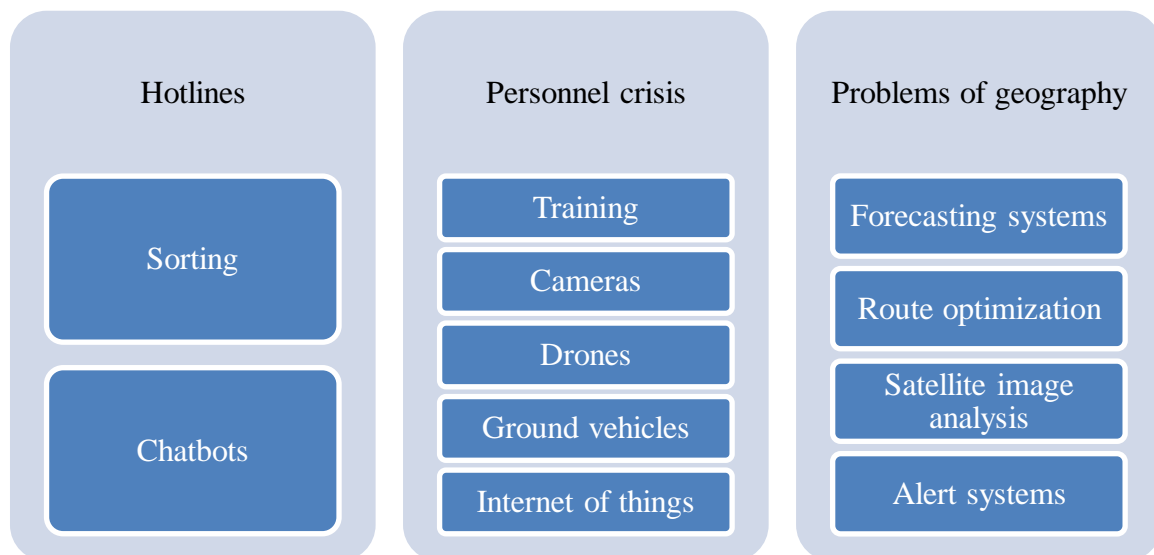 Hotlines
Sorting
Chatbots
Personnel crisis
Training
Cameras
Drones
Ground vehicles
Internet of things
Problems of geography
Forecasting systems
Route optimization
Satellite image
analysis
Alert systems